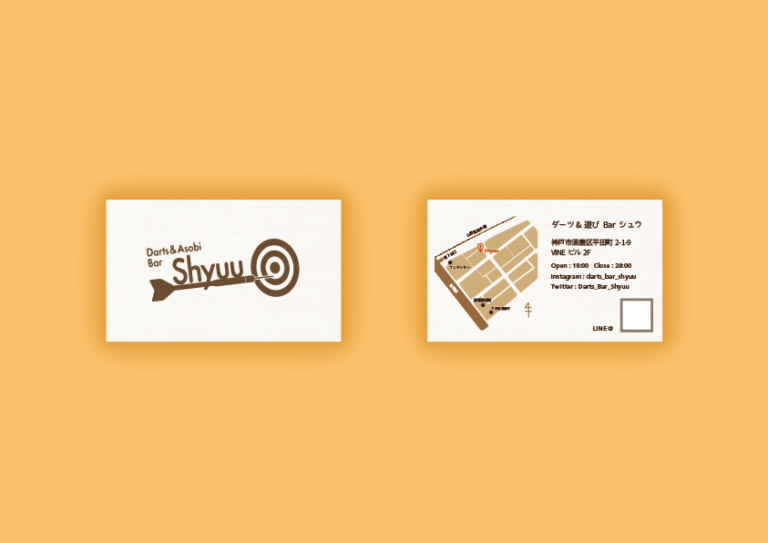 Darts & Asobi
Bar
Shyuu
ダーツ& 遊び Bar シュウ
神戸市須磨区平田町 2-1-9
VINE ビル 2F
Open : 18:00 Close : 28:00
Instagram : darts_bar_shyuu
Twitter : Darts_Bar_Shyuu
LINE@
Shyuu